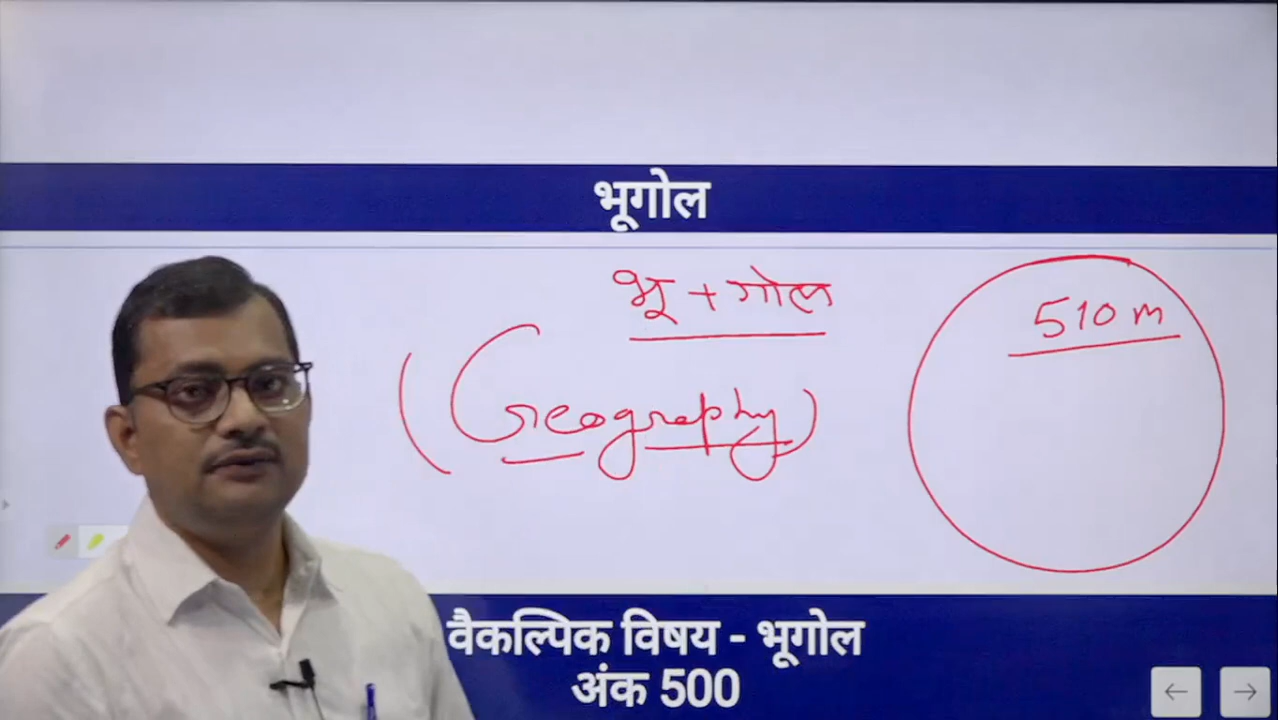 भूगोल
भू + गोल
510 m
(Geography)
वैकल्पिक विषय - भूगोल
अंक 500